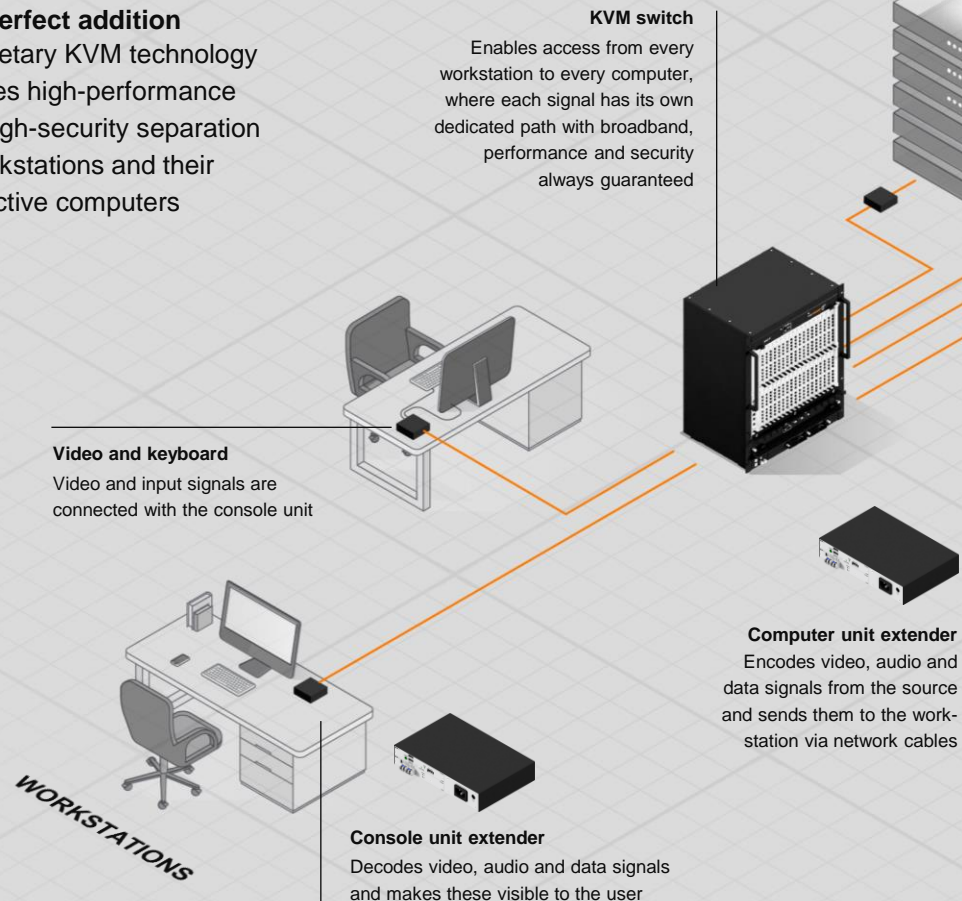 erfect addition
etary KVM technology
es high-performance
gh-security separation
kstations and their
ctive computers
KVM switch
Enables access from every
workstation to every computer,
where each signal has its own
dedicated path with broadband,
performance and security
always guaranteed
Video and keyboard
Video and input signals are
connected with the console unit
Computer unit extender
Encodes video, audio and
data signals from the source
and sends them to the work-
station via network cables
WORKSTATIONS
Console unit extender
Decodes video, audio and data signals
and makes these visible to the user